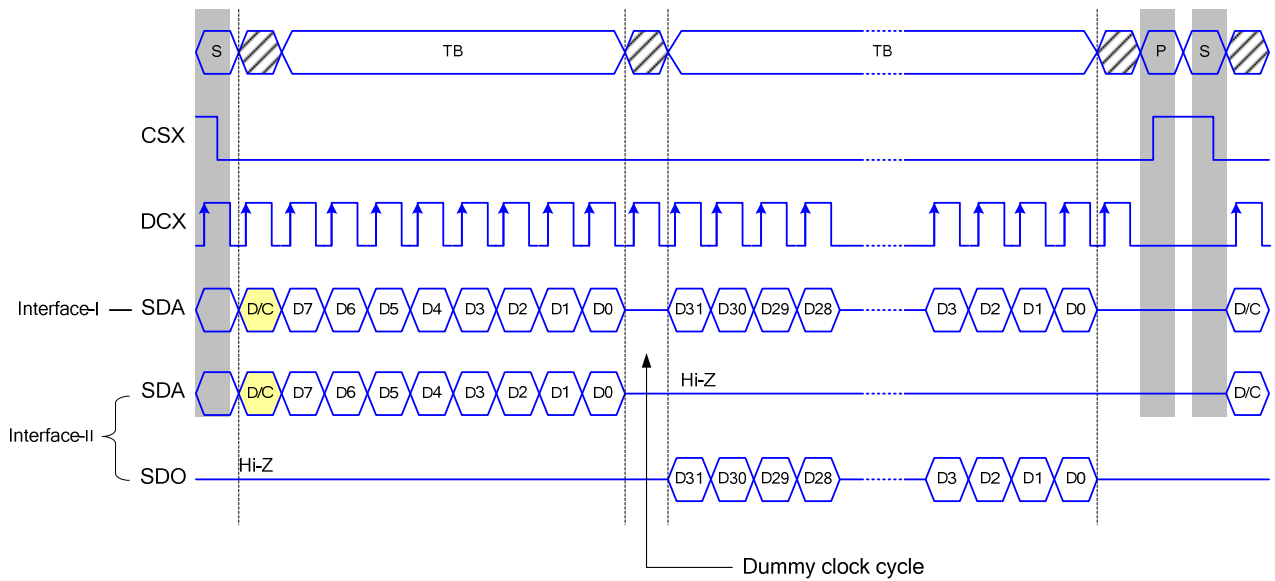 S TB TB P S
CSX
DCX
Interface-I SDA D/C D7 D6 D5 D4 D3 D2 D1 D0 D31 D30 D29 D28 D3 D2 D1 D0 D/C
SDA D/C D7 D6 D5 D4 D3 D2 D1 D0 Hi-Z D/C
Interface-II
SDO Hi-Z D31 D30 D29 D28 D3 D2 D1 D0
Dummy clock cycle